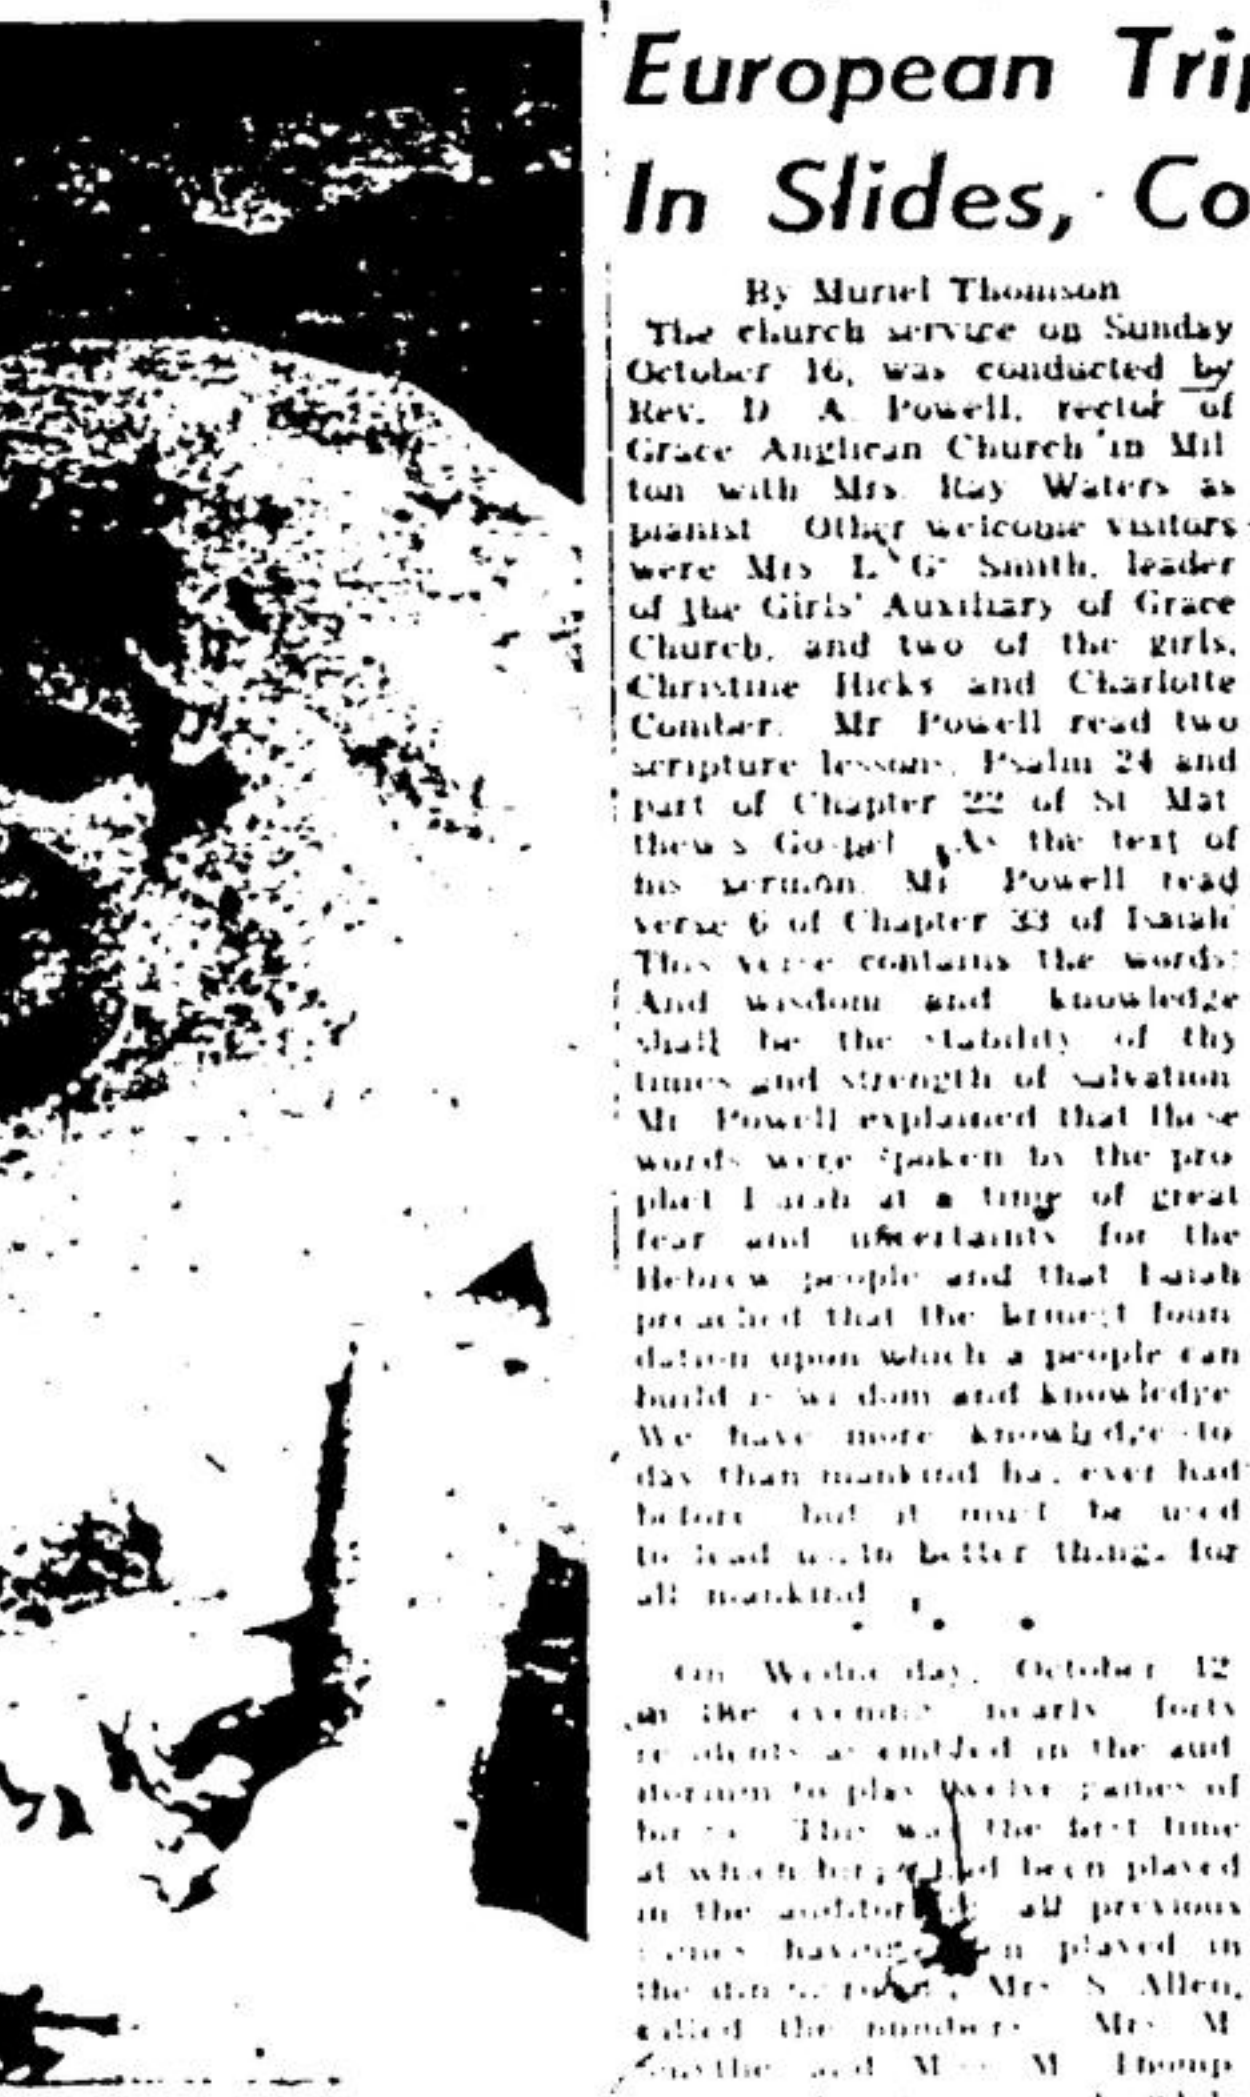 European Trip
In Slides, Co
By Muriel Thomson
The church service on Sunday
October 16, was conducted by
Rev. D. A. Powell, rector of
Grace Anglican Church in Mil
ton with Mrs. Ray Waters as
pianist Other welcome visitors
were Mrs L. G. Smith, leader
of the Girls' Auxiliary of Grace
Church, and two of the girls,
Christine Hicks and Charlotte
Comber. Mr Powell read two
scripture lessons, Psalm 24 and
part of Chapter 22 of St Mat
thew s Gospel As the text of
his sermon Mr Powell read
verse 6 of Chapter 33 of Isaiah
This verse contains the words:
And wisdom and knowledge
shall be the stability of thy
times and strength of salvation
Mr Powell explained that these
words were spoken by the pro
phet Isaiah at a time of great
fear and uncertainty for the
Hebrew people and that Isaiah
preached that the firmest foun
dation upon which a people can
build is wisdom and knowledge
We have more knowledge to
day than mankind has ever had
before but it must be used
to lead us to better things for
all mankind
On Wednesday, October 12
in the evening nearly forty
residents assembled in the aud
itorium to play twelve games of
bingo This was the first time
at which bingo had been played
in the auditorium all previous
games having been played in
the dining room, Mrs S Allen,
called the numbers Mrs M
Smythe and M M Thomp